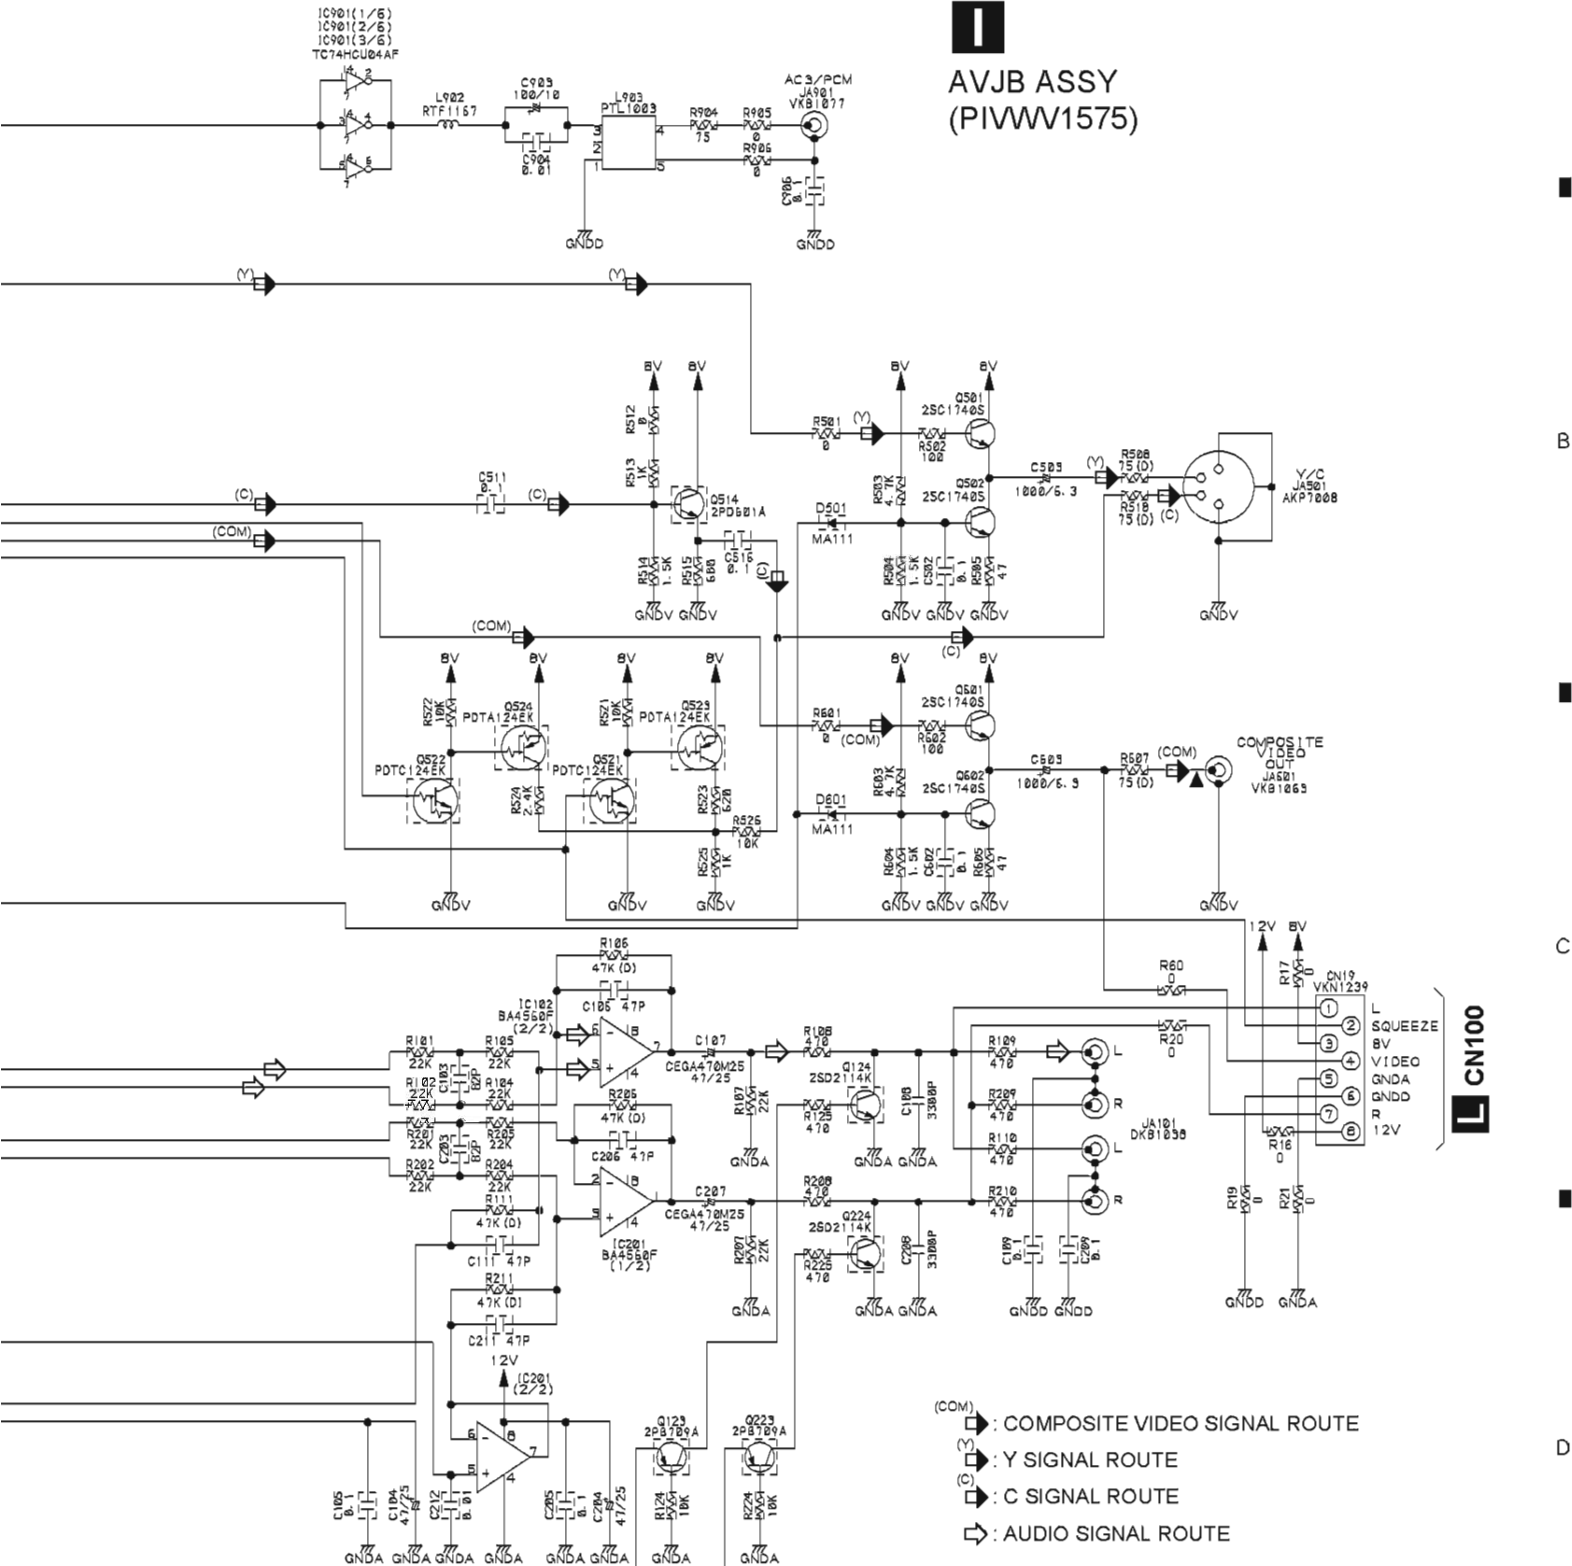 IC901(1/6)
IC901(2/6)
IC901(3/6)
TC74HCU04AF
I
AVJB ASSY
(PIVWV1575)
L902
RTF1167
C903
100/10
C904
0.01
L903
PTL1003
R904
75
R905
0
R906
0
AC3/PCM
JA901
VKB1077
C906
0.1
GNDD
GNDD
(Y)
(Y)
8V
8V
8V
8V
R512
0
R513
1K
C511
0.1
(C)
(C)
(COM)
Q514
2PD601A
C516
0.1
(C)
R514
1.5K
R515
680
GNDV
GNDV
R501
0
(Y)
R502
100
Q501
2SC1740S
R503
4.7K
Q502
2SC1740S
D501
MA111
R504
1.5K
C502
0.1
R505
47
GNDV
GNDV
GNDV
C503
1000/6.3
(Y)
R508
75(D)
R518
75(D)
(C)
Y/C
JA501
AKP7008
GNDV
B
(COM)
(C)
8V
8V
8V
8V
8V
8V
R522
10K
Q524
PDTA124EK
R521
10K
Q523
PDTA124EK
Q522
PDTC124EK
Q521
PDTC124EK
R524
2.4K
R523
620
R526
10K
R525
1K
GNDV
GNDV
GNDV
R601
0
(COM)
R602
100
Q601
2SC1740S
R603
4.7K
Q602
2SC1740S
D601
MA111
R604
1.5K
C602
0.1
R605
47
GNDV
GNDV
GNDV
C603
1000/6.3
R607
75(D)
(COM)
COMPOSITE
VIDEO
OUT
JA601
VKB1063
GNDV
C
12V
8V
R17
0
R60
0
R20
0
CN19
VKN1239
1
L
2
SQUEEZE
3
8V
4
VIDEO
5
GNDA
6
GNDD
7
R
8
12V
L
CN100
R16
0
R19
0
R21
0
GNDD
GNDA
R106
47K(D)
C106 47P
IC102
BA4560F
(2/2)
R101
22K
R105
22K
C103
82P
R102
22K
R104
22K
R201
22K
R205
22K
C203
82P
R202
22K
R204
22K
R206
47K(D)
C206 47P
C107
CEGA470M25
47/25
R107
22K
GNDA
R108
470
Q124
2SD2114K
R125
470
C108
3300P
GNDA
GNDA
R109
470
R209
470
R110
470
R210
470
L
R
L
R
JA101
DKB1038
IC201
BA4560F
(1/2)
C207
CEGA470M25
47/25
R207
22K
GNDA
R208
470
Q224
2SD2114K
R225
470
C208
3300P
GNDA
GNDA
C109
0.1
C209
0.1
GNDD
GNDD
R111
47K(D)
C111 47P
R211
47K(D)
C211 47P
12V
IC201
(2/2)
C105
0.1
C104
47/25
C212
0.01
C205
0.1
C204
47/25
GNDA
GNDA
GNDA
GNDA
GNDA
GNDA
Q123
2PB709A
R124
10K
GNDA
Q223
2PB709A
R224
10K
GNDA
D
(COM)
: COMPOSITE VIDEO SIGNAL ROUTE
(Y)
: Y SIGNAL ROUTE
(C)
: C SIGNAL ROUTE
: AUDIO SIGNAL ROUTE